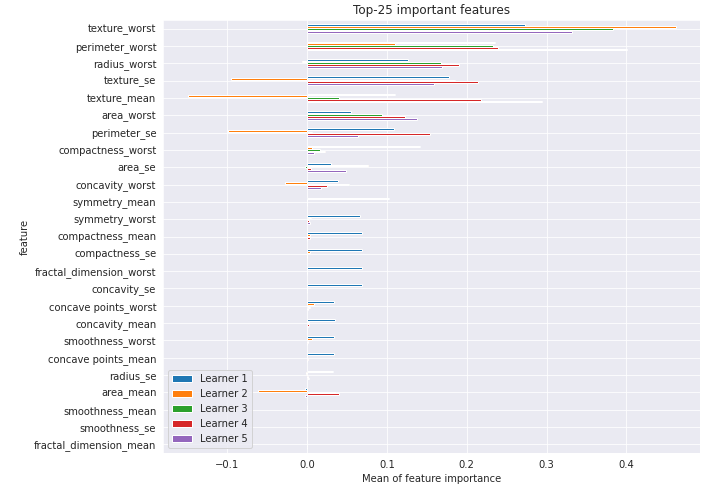 Top-25 important features
texture_worst
perimeter_worst
radius_worst
texture_se
texture_mean
area_worst
perimeter_se
compactness_worst
area_se
concavity_worst
symmetry_mean
symmetry_worst
compactness_mean
compactness_se
fractal_dimension_worst
concavity_se
concave points_worst
concavity_mean
smoothness_worst
concave points_mean
radius_se
area_mean
smoothness_mean
smoothness_se
fractal_dimension_mean
feature
Learner 1
Learner 2
Learner 3
Learner 4
Learner 5
−0.1 0.0 0.1 0.2 0.3 0.4
Mean of feature importance